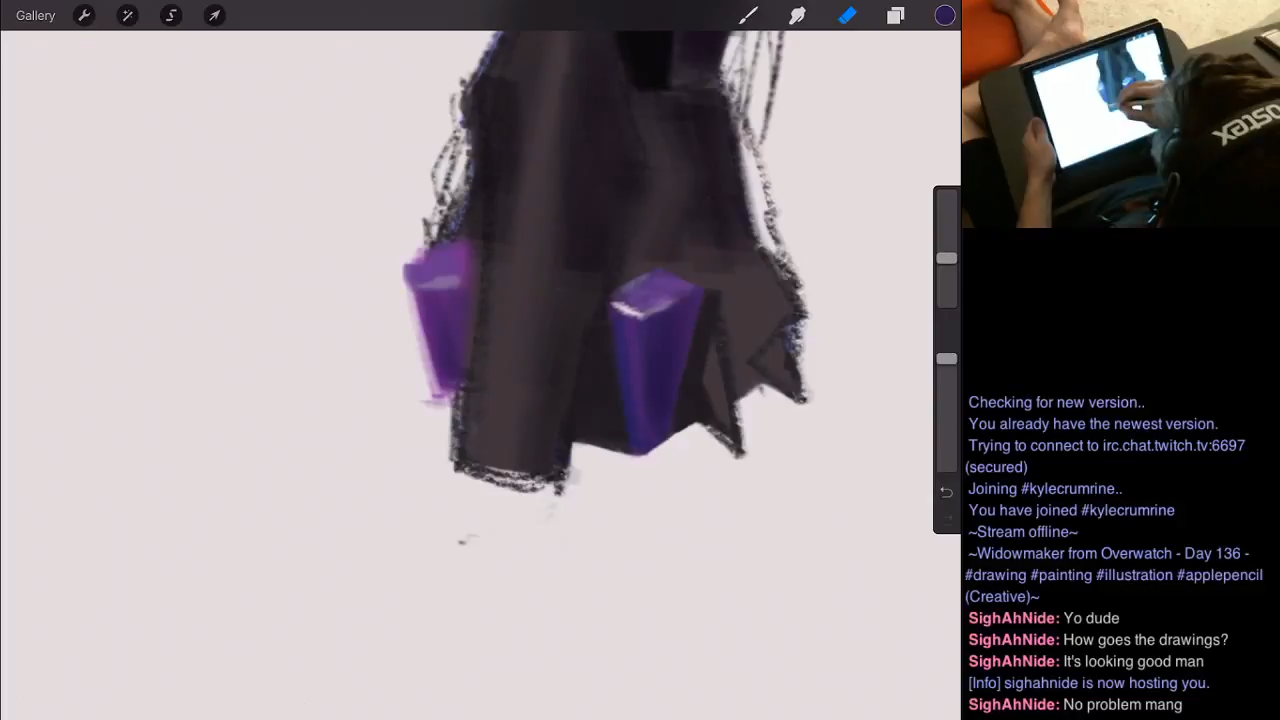 Gallery
ostex
Checking for new version..
You already have the newest version.
Trying to connect to irc.chat.twitch.tv:6697
(secured)
Joining #kylecrumrine..
You have joined #kylecrumrine
~Stream offline~
~Widowmaker from Overwatch - Day 136 -
#drawing #painting #illustration #applepencil
(Creative)~
SighAhNide: Yo dude
SighAhNide: How goes the drawings?
SighAhNide: It's looking good man
[Info] sighahnide is now hosting you.
SighAhNide: No problem mang